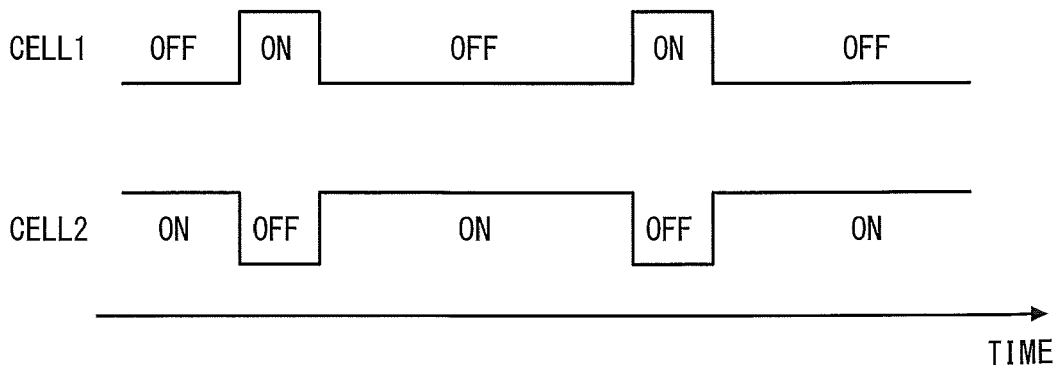 CELL1 OFF ON OFF ON OFF
CELL2 ON OFF ON OFF ON
TIME